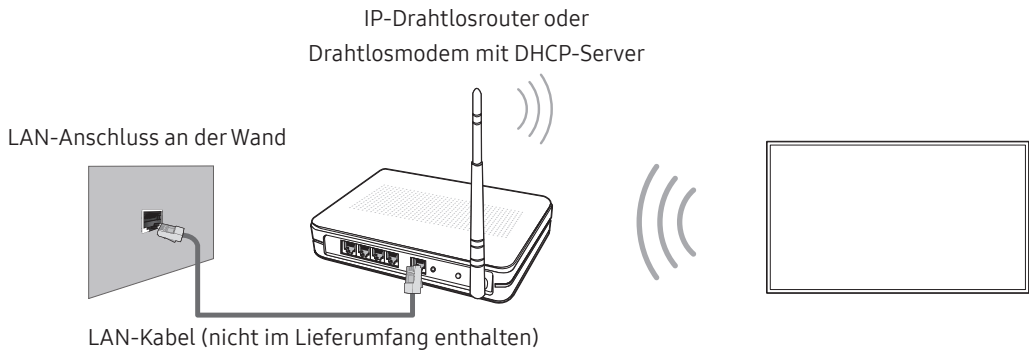 IP-Drahtlosrouter oder
Drahtlosmodem mit DHCP-Server
LAN-Anschluss an der Wand
LAN-Kabel (nicht im Lieferumfang enthalten)